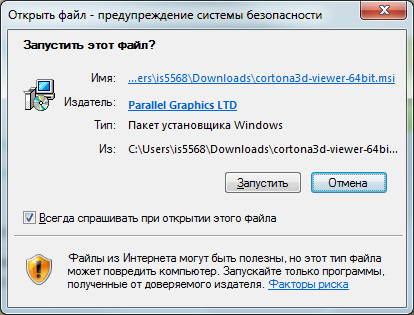 Открыть файл - предупреждение системы безопасности
Запустить этот файл?
Имя: ...ers\is5568\Downloads\cortona3d-viewer-64bit.msi
Издатель: Parallel Graphics LTD
Тип: Пакет установщика Windows
Из: C:\Users\is5568\Downloads\cortona3d-viewer-64bi...
Запустить Отмена
Всегда спрашивать при открытии этого файла
Файлы из Интернета могут быть полезны, но этот тип файла
может повредить компьютер. Запускайте только программы,
полученные от доверяемого издателя. Факторы риска